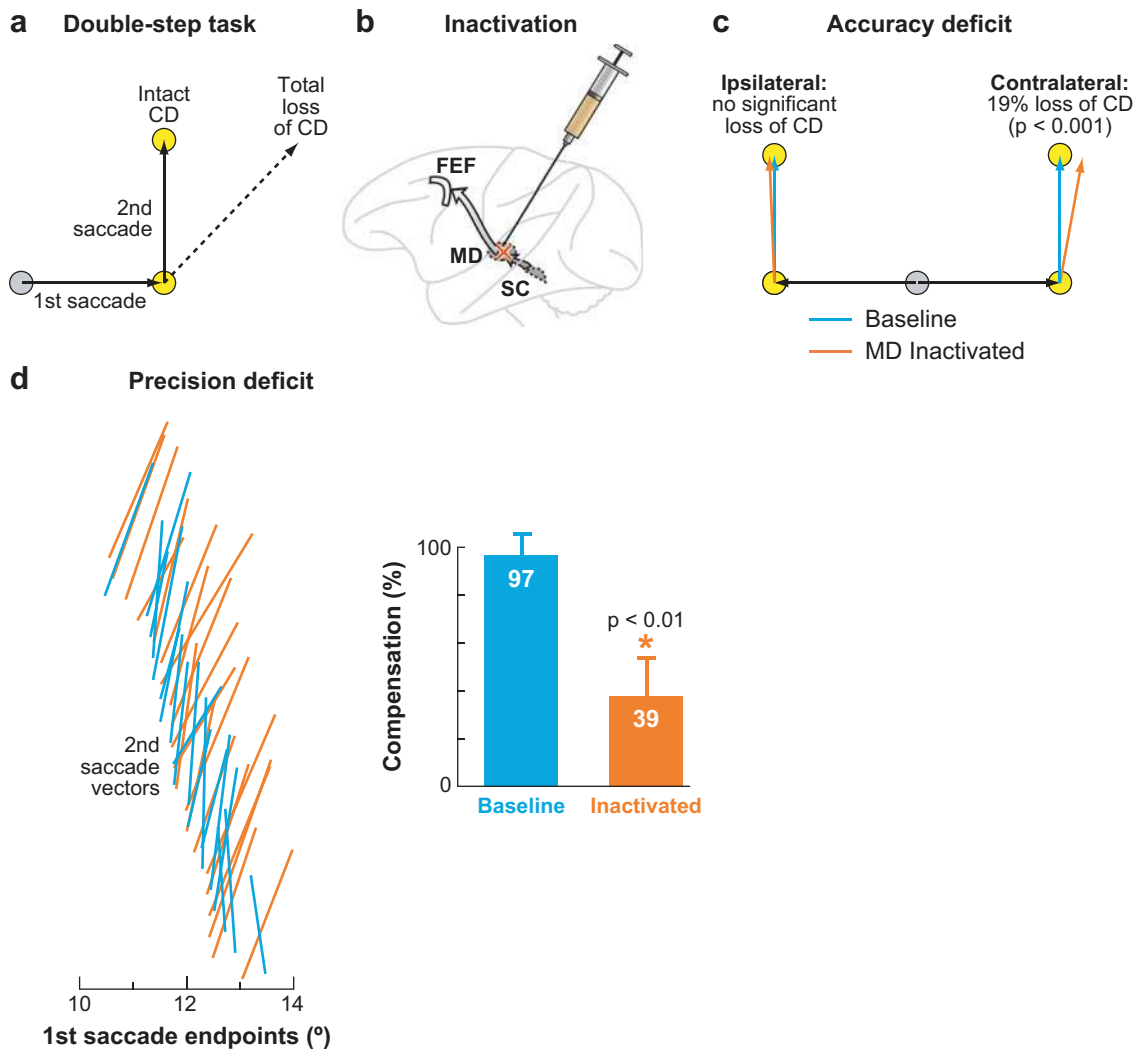 a Double-step task
Intact
CD
Total
loss
of CD
2nd
saccade
1st saccade
b Inactivation
FEF
MD
SC
c Accuracy deficit
Ipsilateral:
no significant
loss of CD
Contralateral:
19% loss of CD
(p < 0.001)
Baseline
MD Inactivated
d Precision deficit
2nd
saccade
vectors
10 12 14
1st saccade endpoints (º)
Compensation (%)
100
0
97
p < 0.01
*
39
Baseline Inactivated